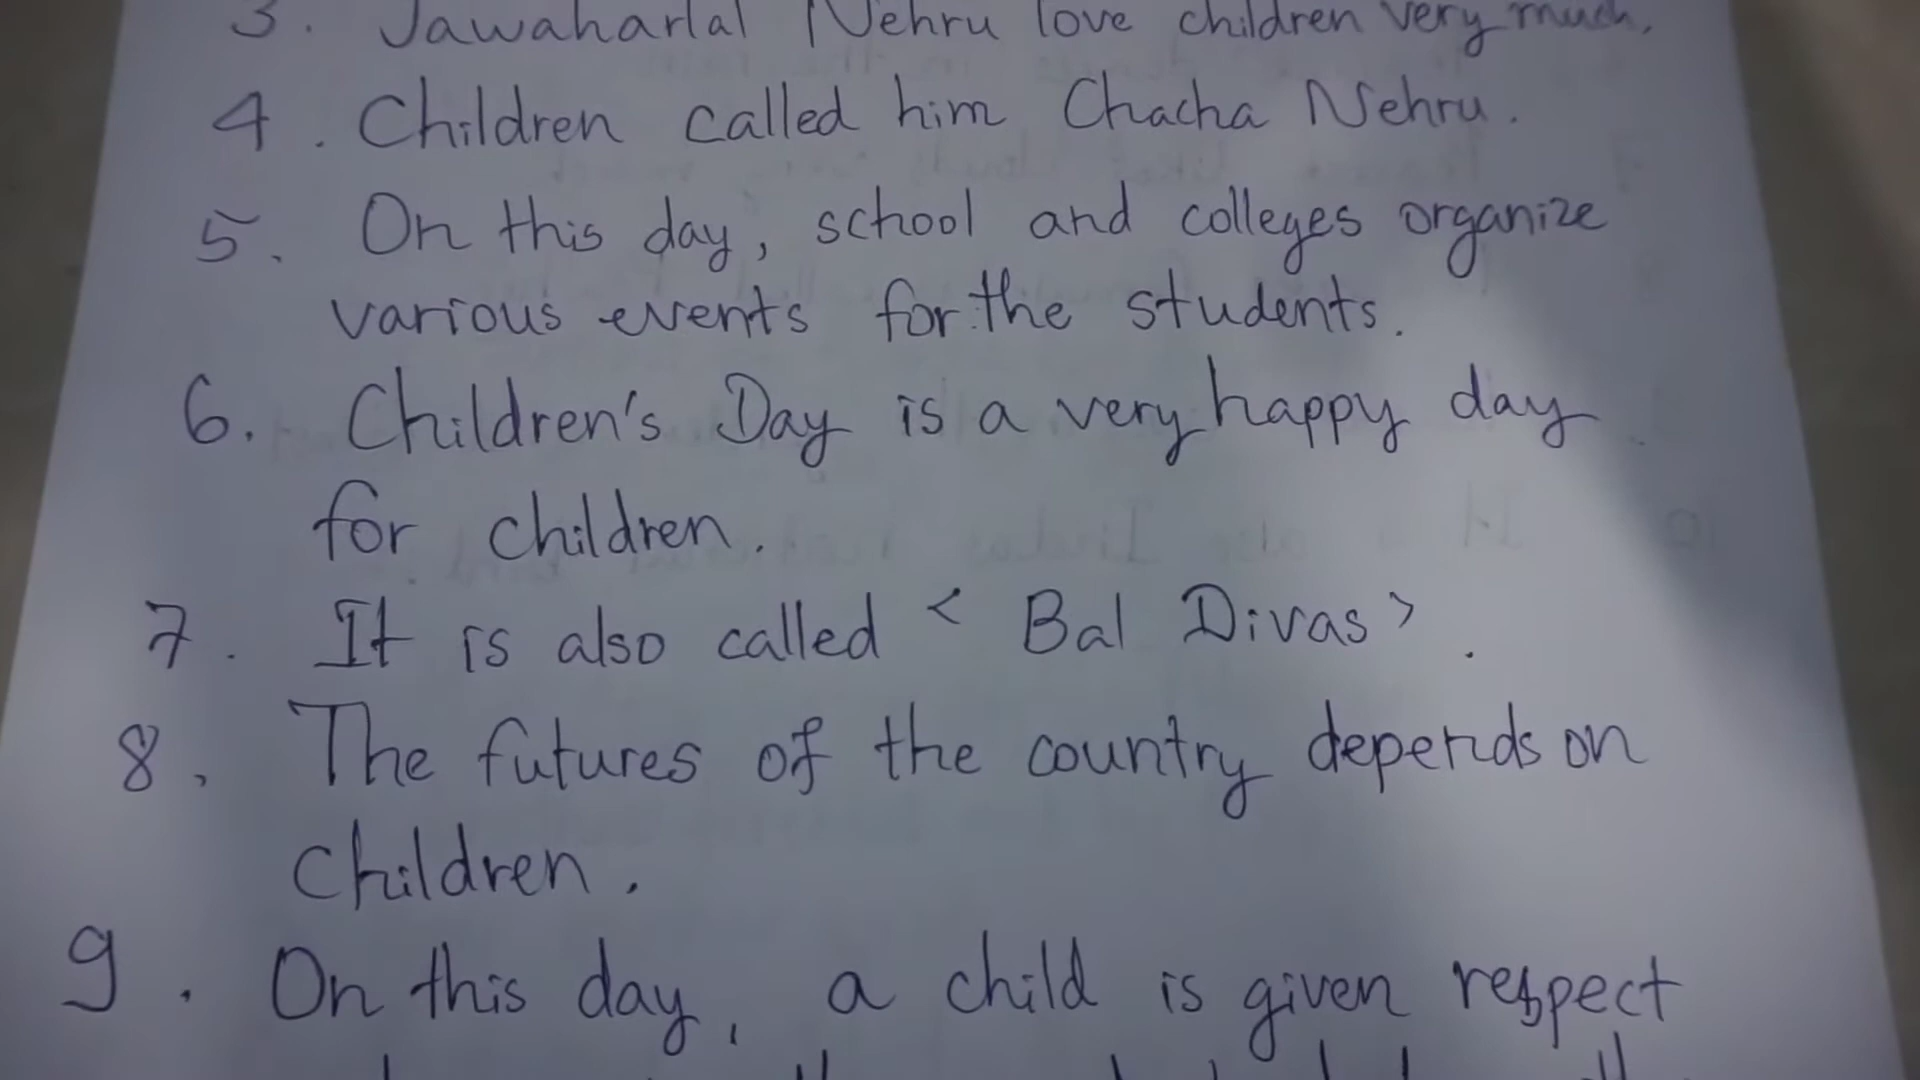 3. Jawaharlal Nehru love children very much.
4. Children called him Chacha Nehru.
5. On this day, school and colleges organize
various events for the students.
6. Children's Day is a very happy day
for children.
7. It is also called < Bal Divas > .
8. The futures of the country depends on
children.
9. On this day, a child is given respect